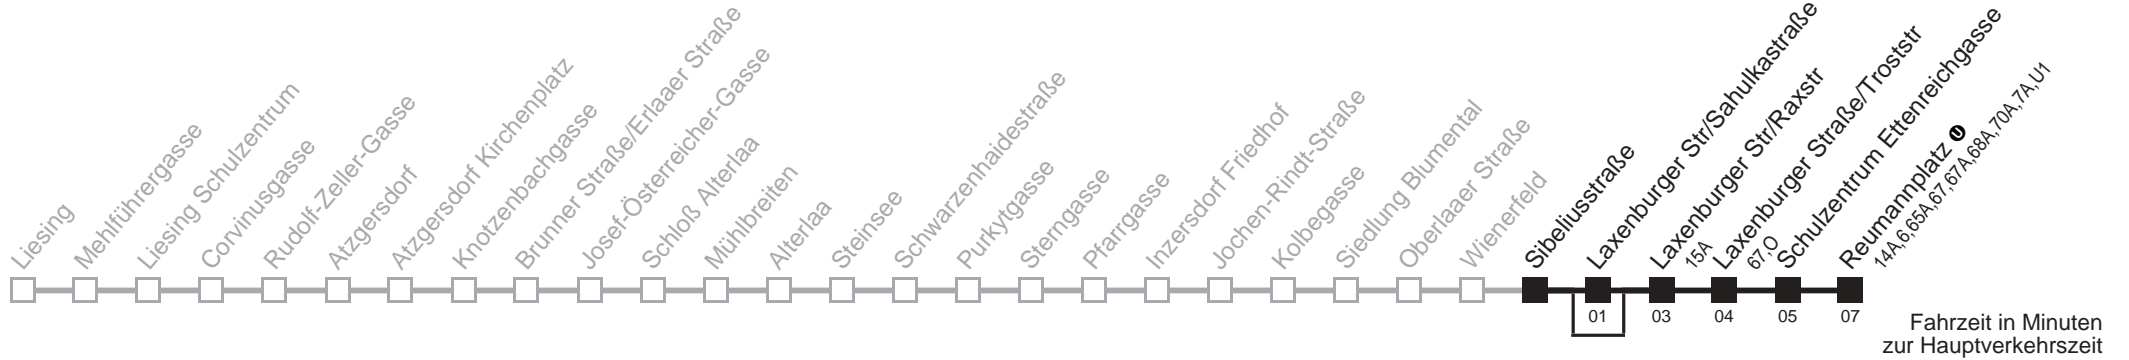 Liesing
Mehlführergasse
Liesing Schulzentrum
Corvinusgasse
Rudolf-Zeller-Gasse
Atzgersdorf
Atzgersdorf Kirchenplatz
Knotzenbachgasse
Brunner Straße/Erlaaer Straße
Josef-Österreicher-Gasse
Schloß Alterlaa
Mühlbreiten
Alterlaa
Steinsee
Schwarzenhaidestraße
Purkytgasse
Sterngasse
Pfarrgasse
Inzersdorf Friedhof
Jochen-Rindt-Straße
Kolbegasse
Siedlung Blumental
Oberlaaer Straße
Wienerfeld
Sibeliusstraße
Laxenburger Str/Sahulkastraße
Laxenburger Str/Raxstr
15A
Laxenburger Straße/Troststr
67,O
Schulzentrum Ettenreichgasse
Reumannplatz U
14A,6,65A,67,67A,68A,70A,7A,U1
01 03 04 05 07
Fahrzeit in Minuten
zur Hauptverkehrszeit